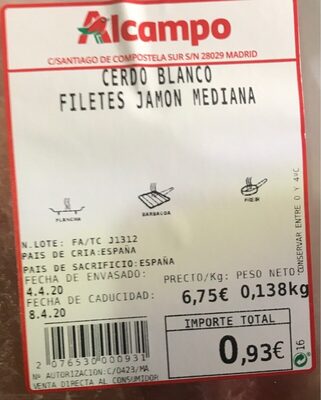 Alcampo
C/SANTIAGO DE COMPOSTELA SUR S/N 28029 MADRID
CERDO BLANCO
FILETES JAMON MEDIANA
PLANCHA
BARBACOA
FREIR
N.LOTE: FA/TC J1312
PAIS DE CRIA:ESPAÑA
PAIS DE SACRIFICIO:ESPAÑA
FECHA DE ENVASADO:
4.4.20
FECHA DE CADUCIDAD:
8.4.20
PRECIO/Kg: PESO NETO:
6,75€ 0,138kg
CONSERVAR ENTRE 0 Y 4ºC
IMPORTE TOTAL
0,93€
16
2 076530 000931
Nº AUTORIZACION:C/0423/MA
VENTA DIRECTA AL CONSUMIDOR